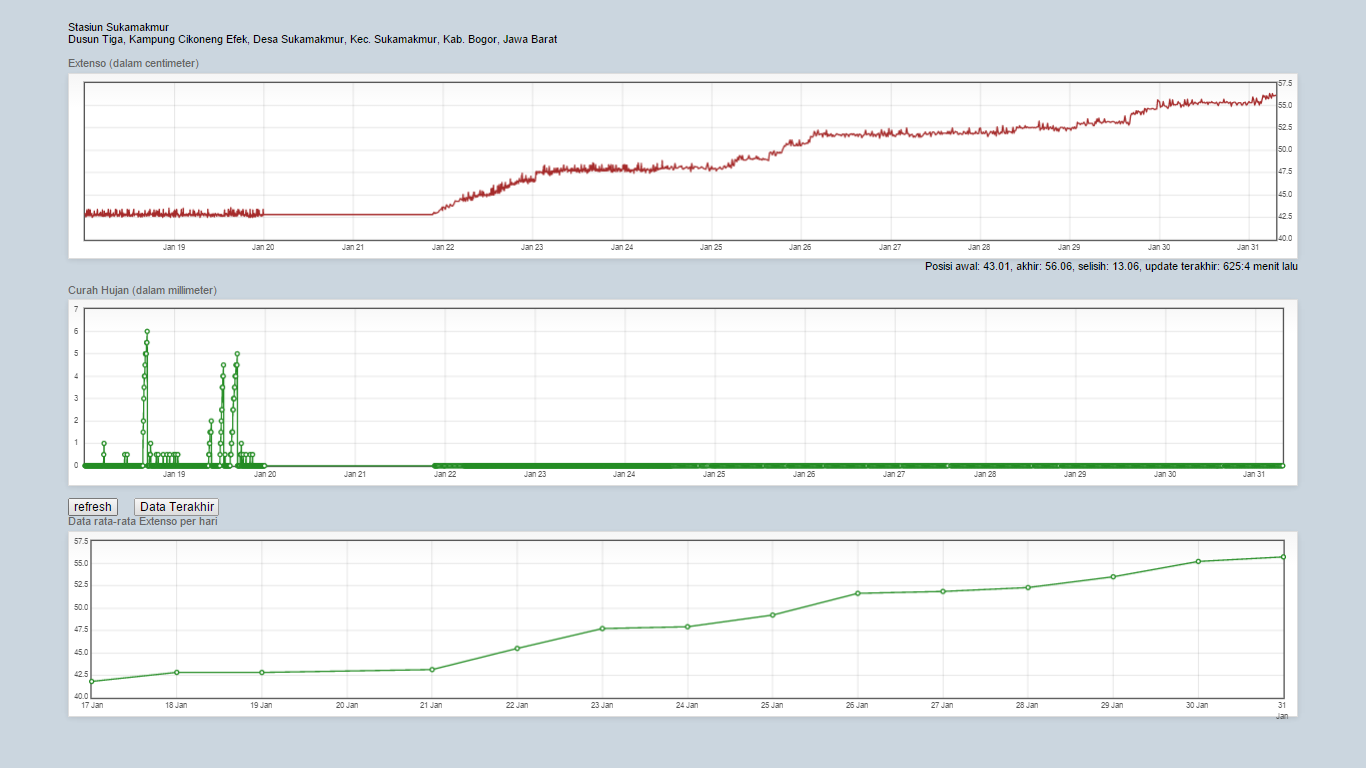 Stasiun Sukamakmur
Dusun Tiga, Kampung Cikoneng Efek, Desa Sukamakmur, Kec. Sukamakmur, Kab. Bogor, Jawa Barat
Extenso (dalam centimeter)
57.5
55.0
52.5
50.0
47.5
45.0
42.5
40.0
Jan 19 Jan 20 Jan 21 Jan 22 Jan 23 Jan 24 Jan 25 Jan 26 Jan 27 Jan 28 Jan 29 Jan 30 Jan 31
Posisi awal: 43.01, akhir: 56.06, selisih: 13.06, update terakhir: 625:4 menit lalu
Curah Hujan (dalam millimeter)
7
6
5
4
3
2
1
0
Jan 19 Jan 20 Jan 21 Jan 22 Jan 23 Jan 24 Jan 25 Jan 26 Jan 27 Jan 28 Jan 29 Jan 30 Jan 31
refresh Data Terakhir
Data rata-rata Extenso per hari
57.5
55.0
52.5
50.0
47.5
45.0
42.5
40.0
17 Jan 18 Jan 19 Jan 20 Jan 21 Jan 22 Jan 23 Jan 24 Jan 25 Jan 26 Jan 27 Jan 28 Jan 29 Jan 30 Jan 31
Jan